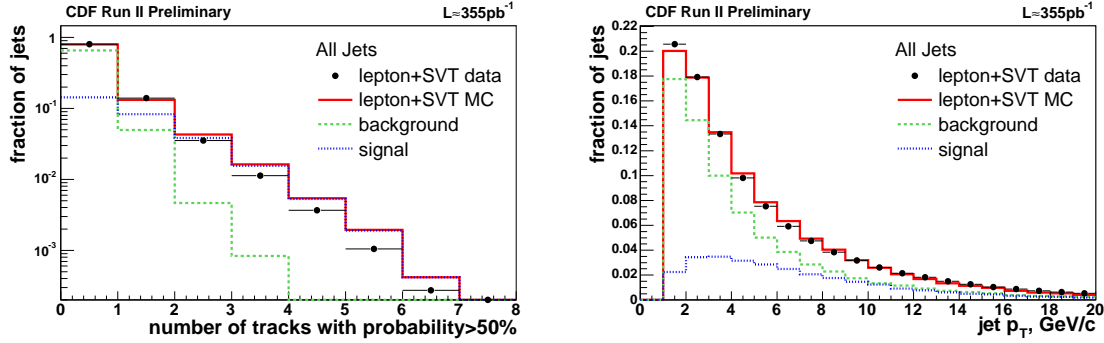 CDF Run II Preliminary L≈355pb⁻¹
fraction of jets
1
10⁻¹
10⁻²
10⁻³
All Jets
lepton+SVT data
lepton+SVT MC
background
signal
0 1 2 3 4 5 6 7 8
number of tracks with probability>50%
CDF Run II Preliminary L≈355pb⁻¹
fraction of jets
0.22
0.2
0.18
0.16
0.14
0.12
0.1
0.08
0.06
0.04
0.02
0
All Jets
lepton+SVT data
lepton+SVT MC
background
signal
0 2 4 6 8 10 12 14 16 18 20
jet p_T, GeV/c